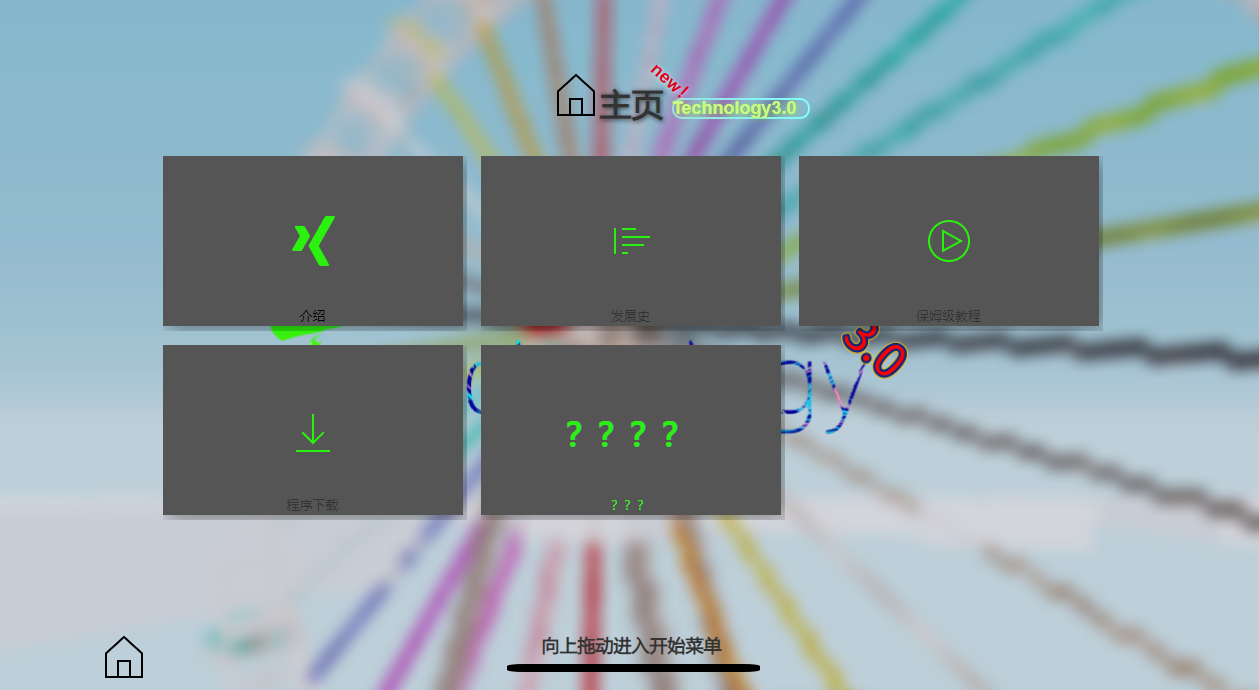 new!
主页
Technology3.0
介绍
发展史
保姆级教程
3.0
gy
程序下载
? ? ? ?
? ? ?
向上拖动进入开始菜单